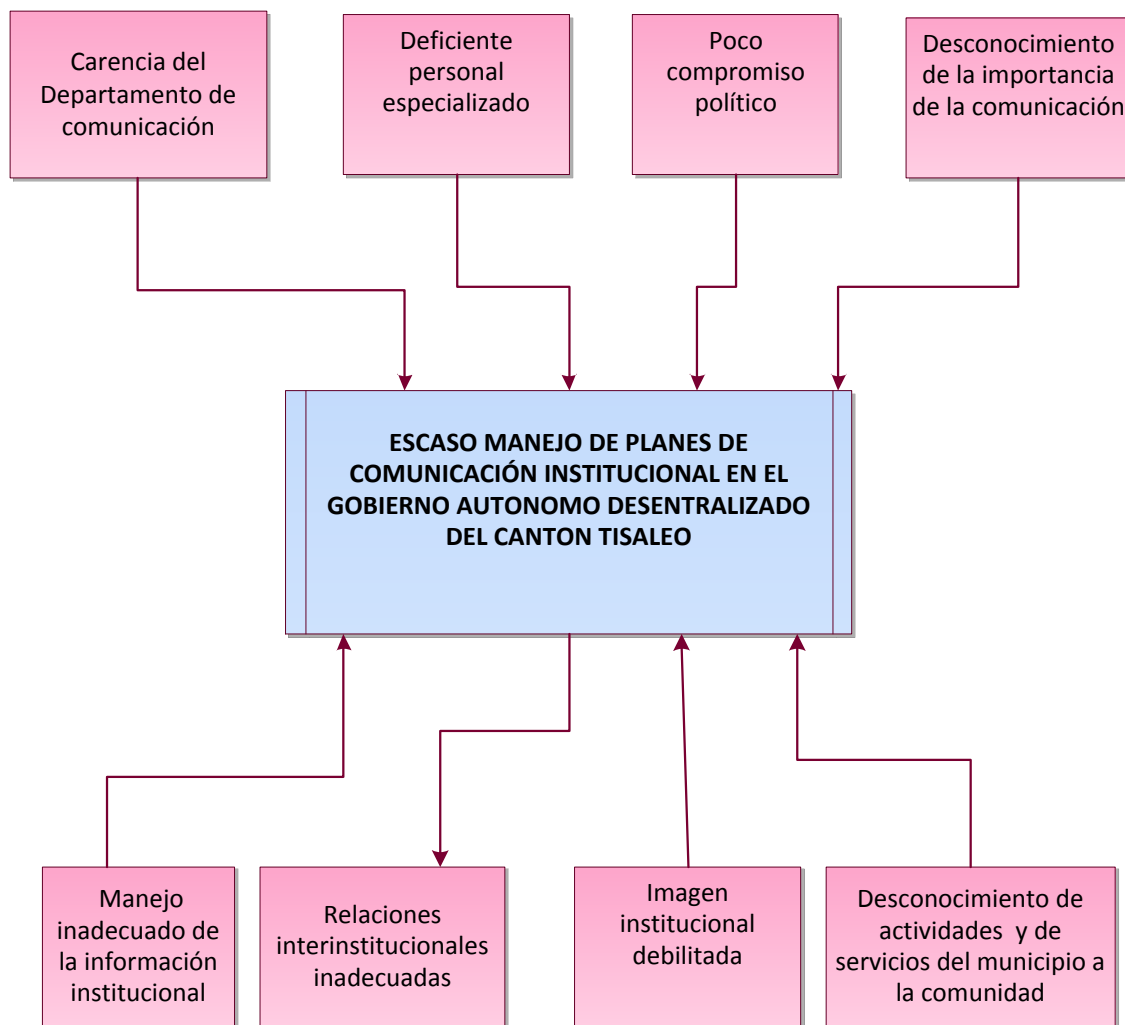 Carencia del
Departamento de
comunicación
Deficiente
personal
especializado
Poco
compromiso
político
Desconocimiento
de la importancia
de la comunicación
ESCASO MANEJO DE PLANES DE
COMUNICACIÓN INSTITUCIONAL EN EL
GOBIERNO AUTONOMO DESENTRALIZADO
DEL CANTON TISALEO
Manejo
inadecuado de
la información
institucional
Relaciones
interinstitucionales
inadecuadas
Imagen
institucional
debilitada
Desconocimiento de
actividades y de
servicios del municipio a
la comunidad